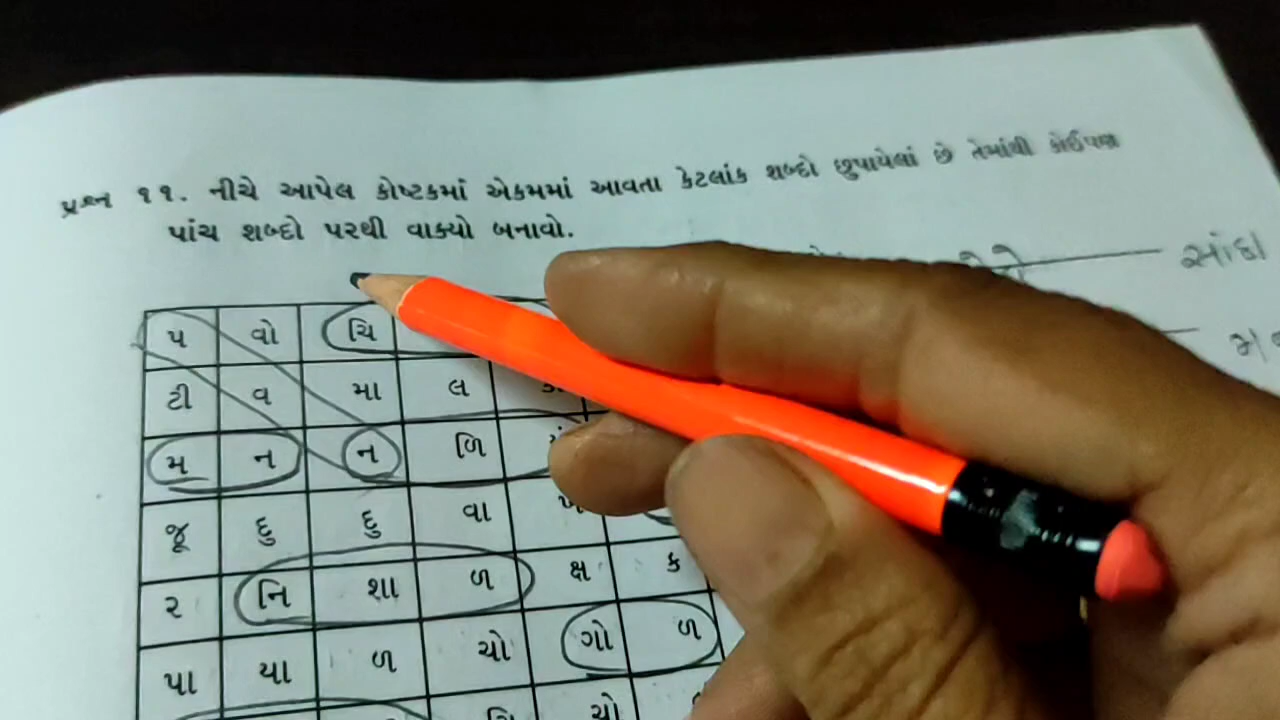 પ્રશ્ન ૧૧. નીચે આપેલ કોષ્ટકમાં એકમમાં આવતા કેટલાંક શબ્દો છુપાયેલાં છે તેમાંથી કોઈપણ
પાંચ શબ્દો પરથી વાક્યો બનાવો.
સાંઘા
પ વો ચિ
ટી વ મા લ
મ ન ન ળિ
જૂ દુ દુ વા
ર નિ શા ળ ક્ષ ક
પા યા ળ ચો ગો ળ
ચો